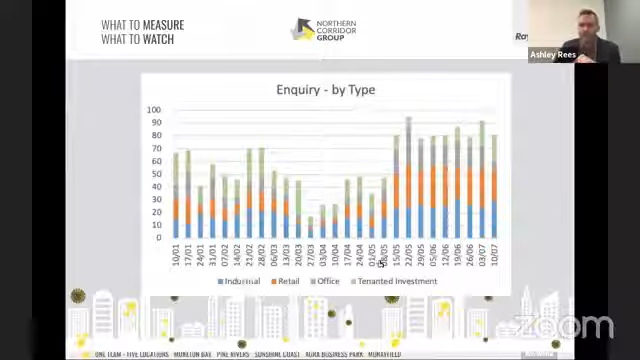 WHAT TO MEASURE
WHAT TO WATCH
NORTHERN
CORRIDOR
GROUP
Ray
Ashley Rees
Enquiry - by Type
100
90
80
70
60
50
40
30
20
10
0
10/01 17/01 24/01 31/01 07/02 14/02 21/02 28/02 06/03 13/03 20/03 27/03 03/04 10/04 17/04 24/04 01/05 08/05 15/05 22/05 29/05 05/06 12/06 19/06 26/06 03/07 10/07
Industrial Retail Office Tenanted Investment
zoom
ONE TEAM - FIVE LOCATIONS MORETON BAY PINE RIVERS SUNSHINE COAST NORA BUSINESS PARK MORAYFIELD